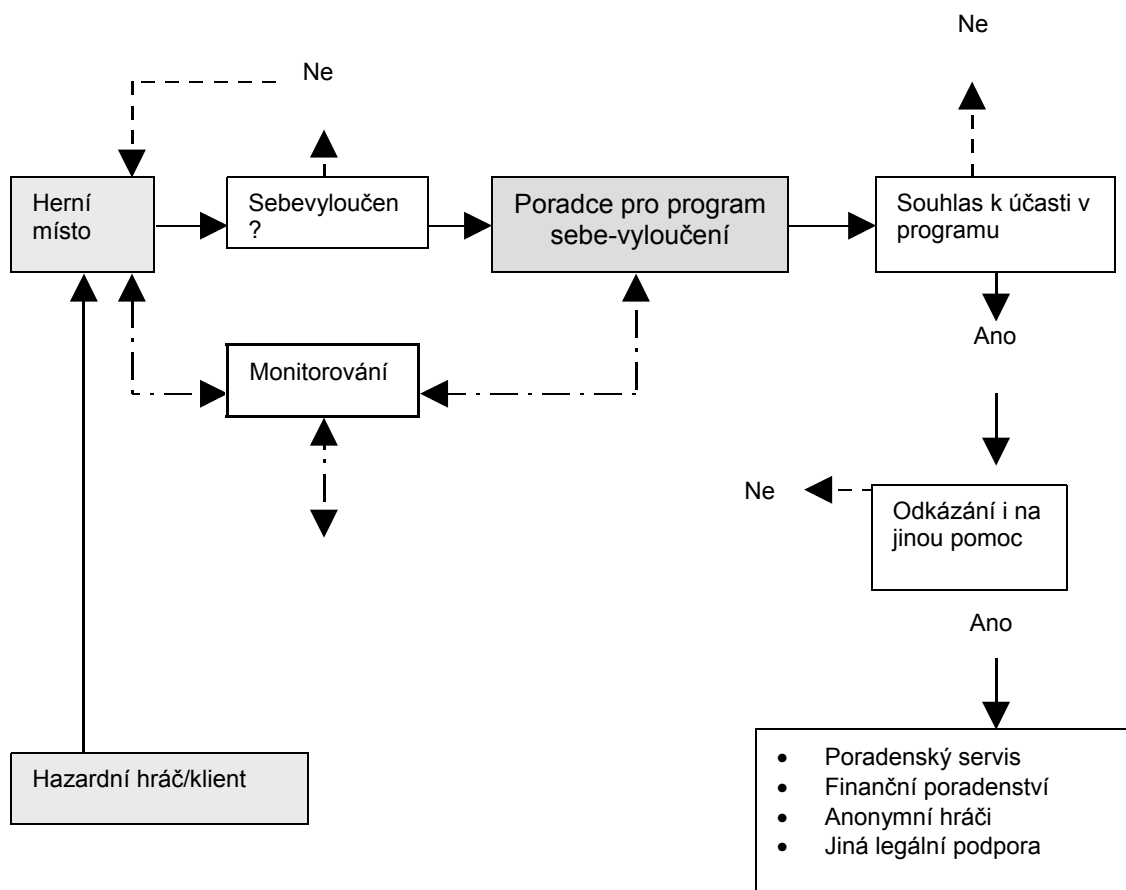 Ne
Ne
Herní
místo
Sebevyloučen
?
Poradce pro program
sebe-vyloučení
Souhlas k účasti v
programu
Ano
Monitorování
Ne
Odkázání i na
jinou pomoc
Ano
Hazardní hráč/klient
• Poradenský servis
• Finanční poradenství
• Anonymní hráči
• Jiná legální podpora